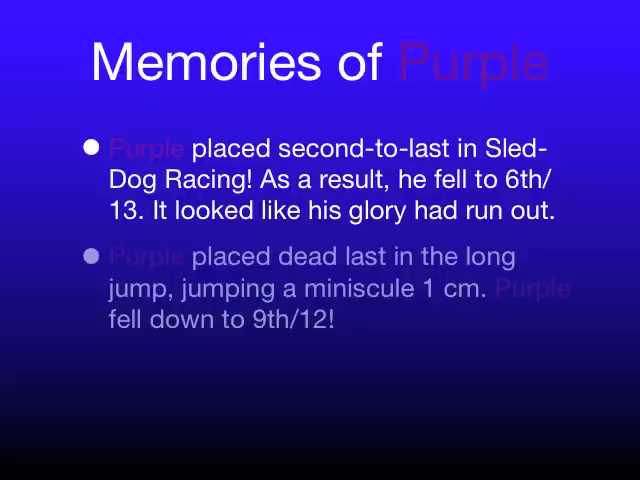 Memories of Purple
• Purple placed second-to-last in Sled-
Dog Racing! As a result, he fell to 6th/
13. It looked like his glory had run out.
• Purple placed dead last in the long
jump, jumping a miniscule 1 cm. Purple
fell down to 9th/12!